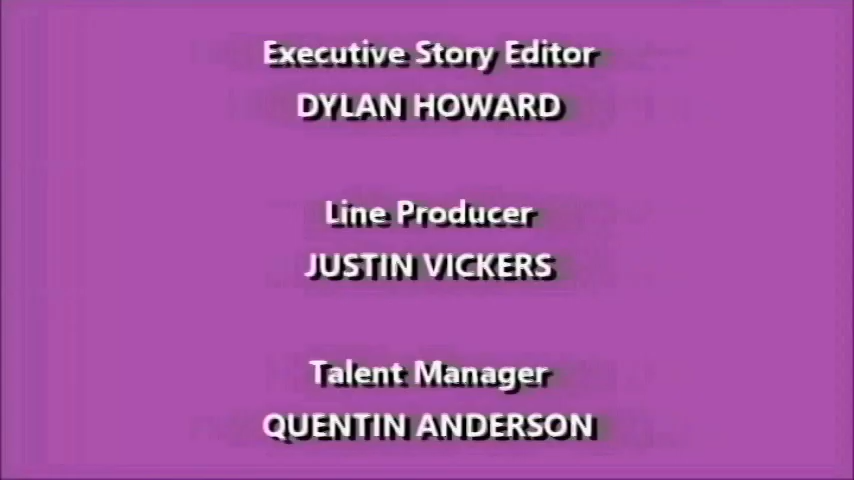 Executive Story Editor
DYLAN HOWARD
Line Producer
JUSTIN VICKERS
Talent Manager
QUENTIN ANDERSON